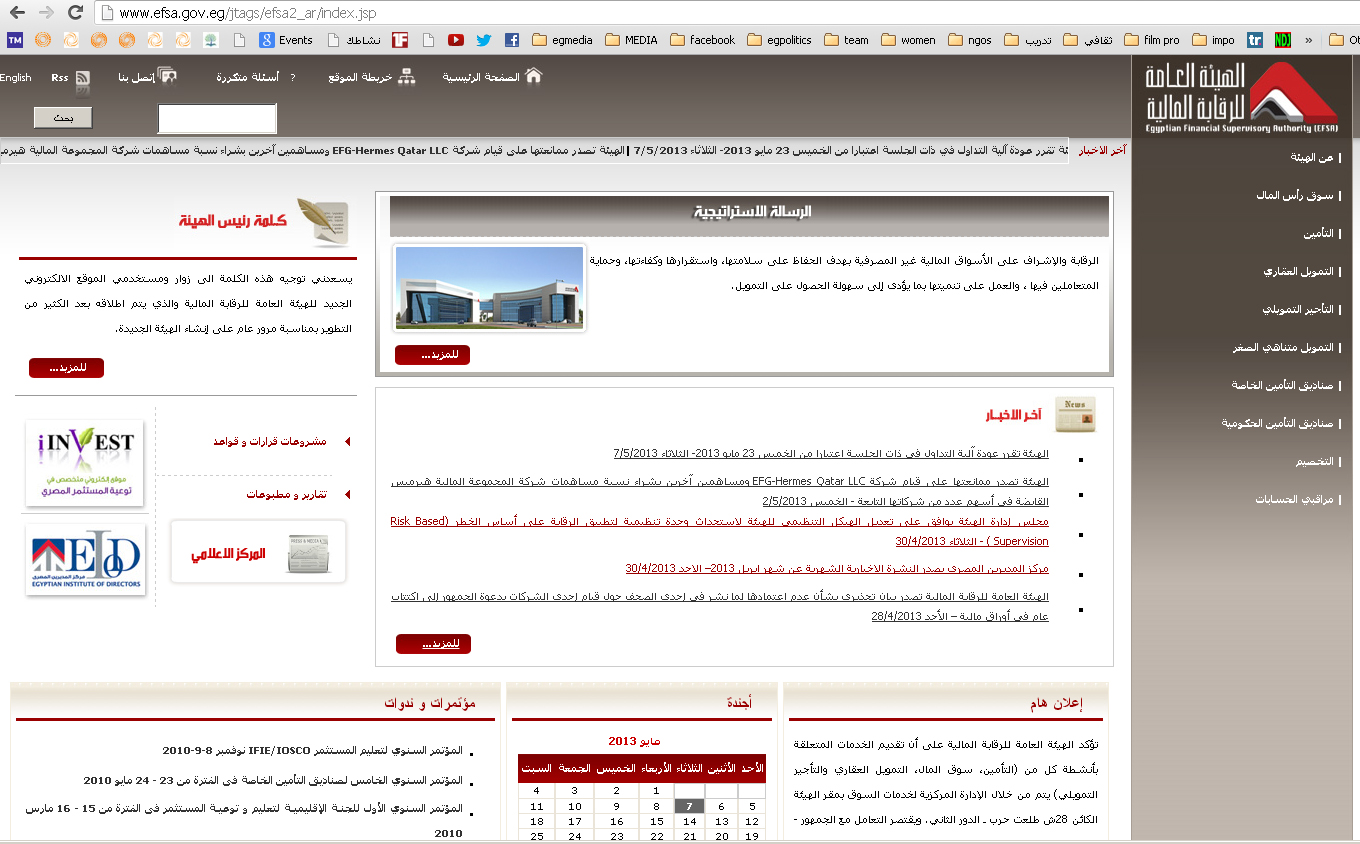 www.efsa.gov.eg/jtags/efsa2_ar/index.jsp
TM
Events
نشاطك
egmedia
MEDIA
facebook
egpolitics
team
women
ngos
تدريب
ثقافي
film pro
impo
tr
الصفحة الرئيسية
خريطة الموقع
أسئلة متكررة ?
إتصل بنا
Rss
English
بحث
الهيئة العامة
للرقابة المالية
Egyptian Financial Supervisory Authority (EFSA)
آخر الاخبار
تقرر عودة آلية التداول في ذات الجلسة اعتبارا من الخميس 23 مايو 2013- الثلاثاء 7/5/2013 | الهيئة تصدر ممانعتها على قيام شركة EFG-Hermes Qatar LLC ومساهمين آخرين بشراء نسبة مساهمات شركة المجموعة المالية
| عن الهيئة
| سوق رأس المال
| التأمين
| التمويل العقاري
| التأجير التمويلي
| التمويل متناهي الصغر
| صناديق التأمين الخاصة
| صناديق التأمين الحكومية
| التخصيم
| مراقبي الحسابات
الرسالة الاستراتيجية
الرقابة والإشراف على الأسواق المالية غير المصرفية بهدف الحفاظ على سلامتها، واستقرارها وكفاءتها، وحماية
المتعاملين فيها ، والعمل على تنميتها بما يؤدى إلى سهولة الحصول على التمويل.
للمزيد...
كلمة رئيس الهيئة
يسعدني توجيه هذه الكلمة الى زوار ومستخدمي الموقع الالكتروني
الجديد للهيئة العامة للرقابة المالية والذي يتم اطلاقه بعد الكثير من
التطوير بمناسبة مرور عام على إنشاء الهيئة الجديدة.
للمزيد...
News
آخر الاخبار
الهيئة تقرر عودة آلية التداول في ذات الجلسة اعتبارا من الخميس 23 مايو 2013- الثلاثاء 7/5/2013
الهيئة تصدر ممانعتها على قيام شركة EFG-Hermes Qatar LLC ومساهمين آخرين بشراء نسبة مساهمات شركة المجموعة المالية هيرميس
القابضة في أسهم عدد من شركاتها التابعة - الخميس 2/5/2013
مجلس إدارة الهيئة يوافق على تعديل الهيكل التنظيمي للهيئة لاستحداث وحدة تنظيمية لتطبيق الرقابة على أساس الخطر (Risk Based
Supervision ) - الثلاثاء 30/4/2013
مركز المديرين المصري يصدر النشرة الاخبارية الشهرية عن شهر ابريل 2013– الاحد 30/4/2013
الهيئة العامة للرقابة المالية تصدر بيان تحذيري بشأن عدم اعتمادها لما نشر في إحدى الصحف حول قيام إحدى الشركات بدعوة الجمهور إلى اكتتاب
عام في أوراق مالية – الأحد 28/4/2013
للمزيد...
مشروعات قرارات و قواعد
تقارير و مطبوعات
PRESS & MEDIA
المركز الاعلامي
iINVEST
موقع إلكتروني متخصص في
توعية المستثمر المصري
EIoD
مركز المديرين المصري
EGYPTIAN INSTITUTE OF DIRECTORS
إعلان هام
تؤكد الهيئة العامة للرقابة المالية على أن تقديم الخدمات المتعلقة
بأنشطة كل من (التأمين، سوق المال، التمويل العقاري والتأجير
التمويلي) يتم من خلال الإدارة المركزية لخدمات السوق بمقر الهيئة
الكائن 28ش طلعت حرب ـ الدور الثاني. ويقتصر التعامل مع الجمهور -
أجندة
مايو 2013
الأحد الأثنين الثلاثاء الأربعاء الخميس الجمعة السبت
1 2 3 4
5 6 7 8 9 10 11
12 13 14 15 16 17 18
19 20 21 22 23 24 25
مؤتمرات و ندوات
المؤتمر السنوي لتعليم المستثمر IFIE/IOSCO نوفمبر 8-9-2010
المؤتمر السنوي الخامس لصناديق التأمين الخاصة فى الفترة من 23 - 24 مايو 2010
المؤتمر السنوي الأول للجنة الإقليمية لتعليم و توعية المستثمر فى الفترة من 15 - 16 مارس
2010